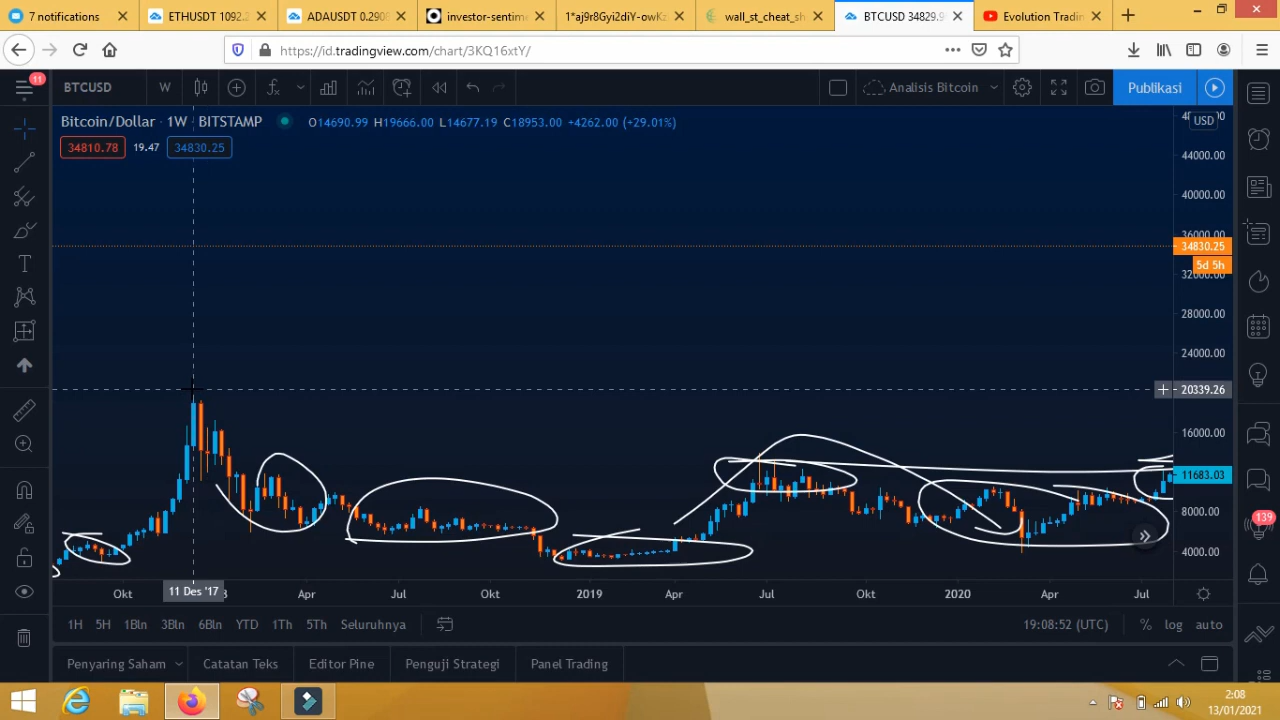 7 notifications
ETHUSDT 1092.2
ADAUSDT 0.2908
investor-sentime
1*aj9r8Gyi2diY-owKz
wall_st_cheat_sh
BTCUSD 34829.9
Evolution Tradin
https://id.tradingview.com/chart/3KQ16xtY/
11
BTCUSD
W
Analisis Bitcoin
Publikasi
Bitcoin/Dollar · 1W · BITSTAMP
O14690.99 H19666.00 L14677.19 C18953.00 +4262.00 (+29.01%)
USD
34810.78
19.47
34830.25
44000.00
40000.00
36000.00
34830.25
5d 5h
32000.00
28000.00
24000.00
20339.26
16000.00
11683.03
8000.00
4000.00
139
Okt
11 Des '17
Apr
Jul
Okt
2019
Apr
Jul
Okt
2020
Apr
Jul
1H
5H
1Bln
3Bln
6Bln
YTD
1Th
5Th
Seluruhnya
19:08:52 (UTC)
%
log
auto
Penyaring Saham
Catatan Teks
Editor Pine
Penguji Strategi
Panel Trading
2:08
13/01/2021